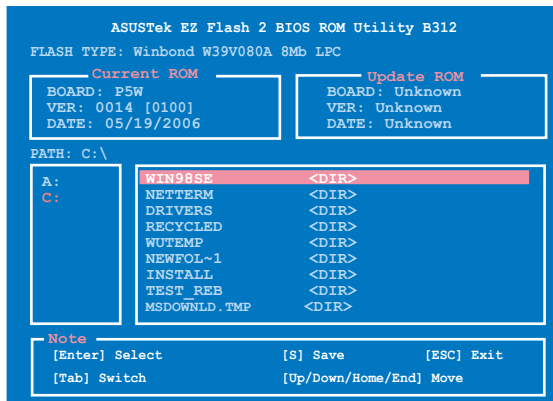 ASUSTek EZ Flash 2 BIOS ROM Utility B312
FLASH TYPE: Winbond W39V080A 8Mb LPC
Current ROM
BOARD: P5W
VER: 0014 [0100]
DATE: 05/19/2006
Update ROM
BOARD: Unknown
VER: Unknown
DATE: Unknown
PATH: C:\
A:
C:
WIN98SE <DIR>
NETTERM <DIR>
DRIVERS <DIR>
RECYCLED <DIR>
WUTEMP <DIR>
NEWFOL~1 <DIR>
INSTALL <DIR>
TEST_REB <DIR>
MSDOWNLD.TMP <DIR>
Note
[Enter] Select [S] Save [ESC] Exit
[Tab] Switch [Up/Down/Home/End] Move